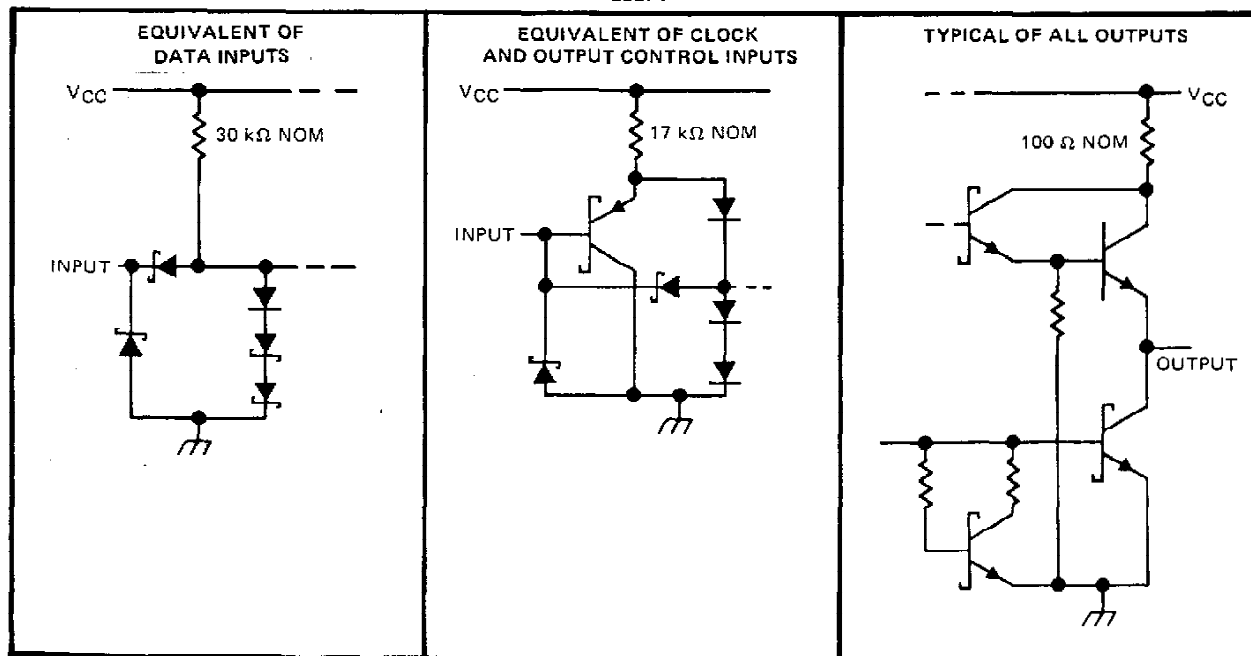 EQUIVALENT OF
DATA INPUTS
VCC
30 kΩ NOM
INPUT
EQUIVALENT OF CLOCK
AND OUTPUT CONTROL INPUTS
VCC
17 kΩ NOM
INPUT
TYPICAL OF ALL OUTPUTS
VCC
100 Ω NOM
OUTPUT